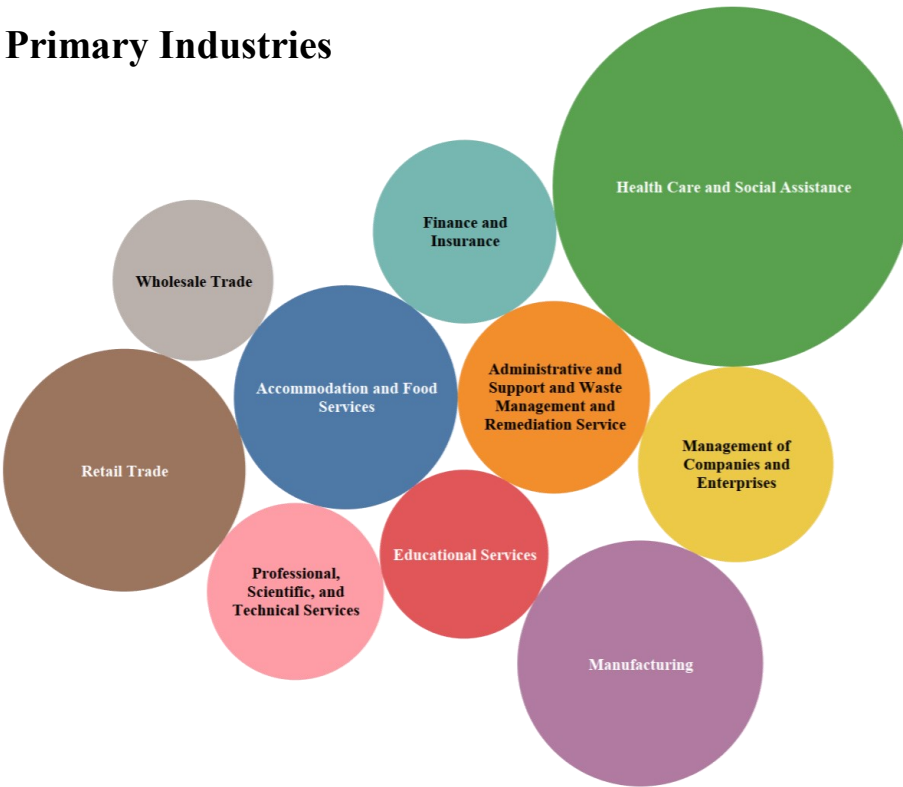 Primary Industries
Health Care and Social Assistance
Finance and
Insurance
Wholesale Trade
Accommodation and Food
Services
Administrative and
Support and Waste
Management and
Remediation Service
Management of
Companies and
Enterprises
Retail Trade
Educational Services
Professional,
Scientific, and
Technical Services
Manufacturing